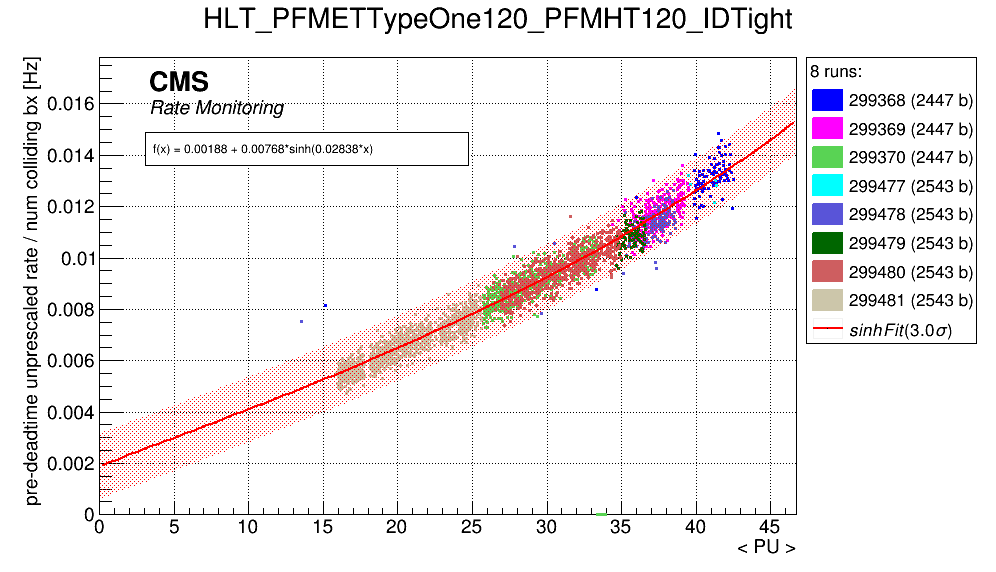 HLT_PFMETTypeOne120_PFMHT120_IDTight
pre-deadtime unprescaled rate / num colliding bx [Hz]
CMS
Rate Monitoring
f(x) = 0.00188 + 0.00768*sinh(0.02838*x)
0.016
0.014
0.012
0.01
0.008
0.006
0.004
0.002
0
0 5 10 15 20 25 30 35 40 45
< PU >
8 runs:
299368 (2447 b)
299369 (2447 b)
299370 (2447 b)
299477 (2543 b)
299478 (2543 b)
299479 (2543 b)
299480 (2543 b)
299481 (2543 b)
sinhFit(3.0σ)